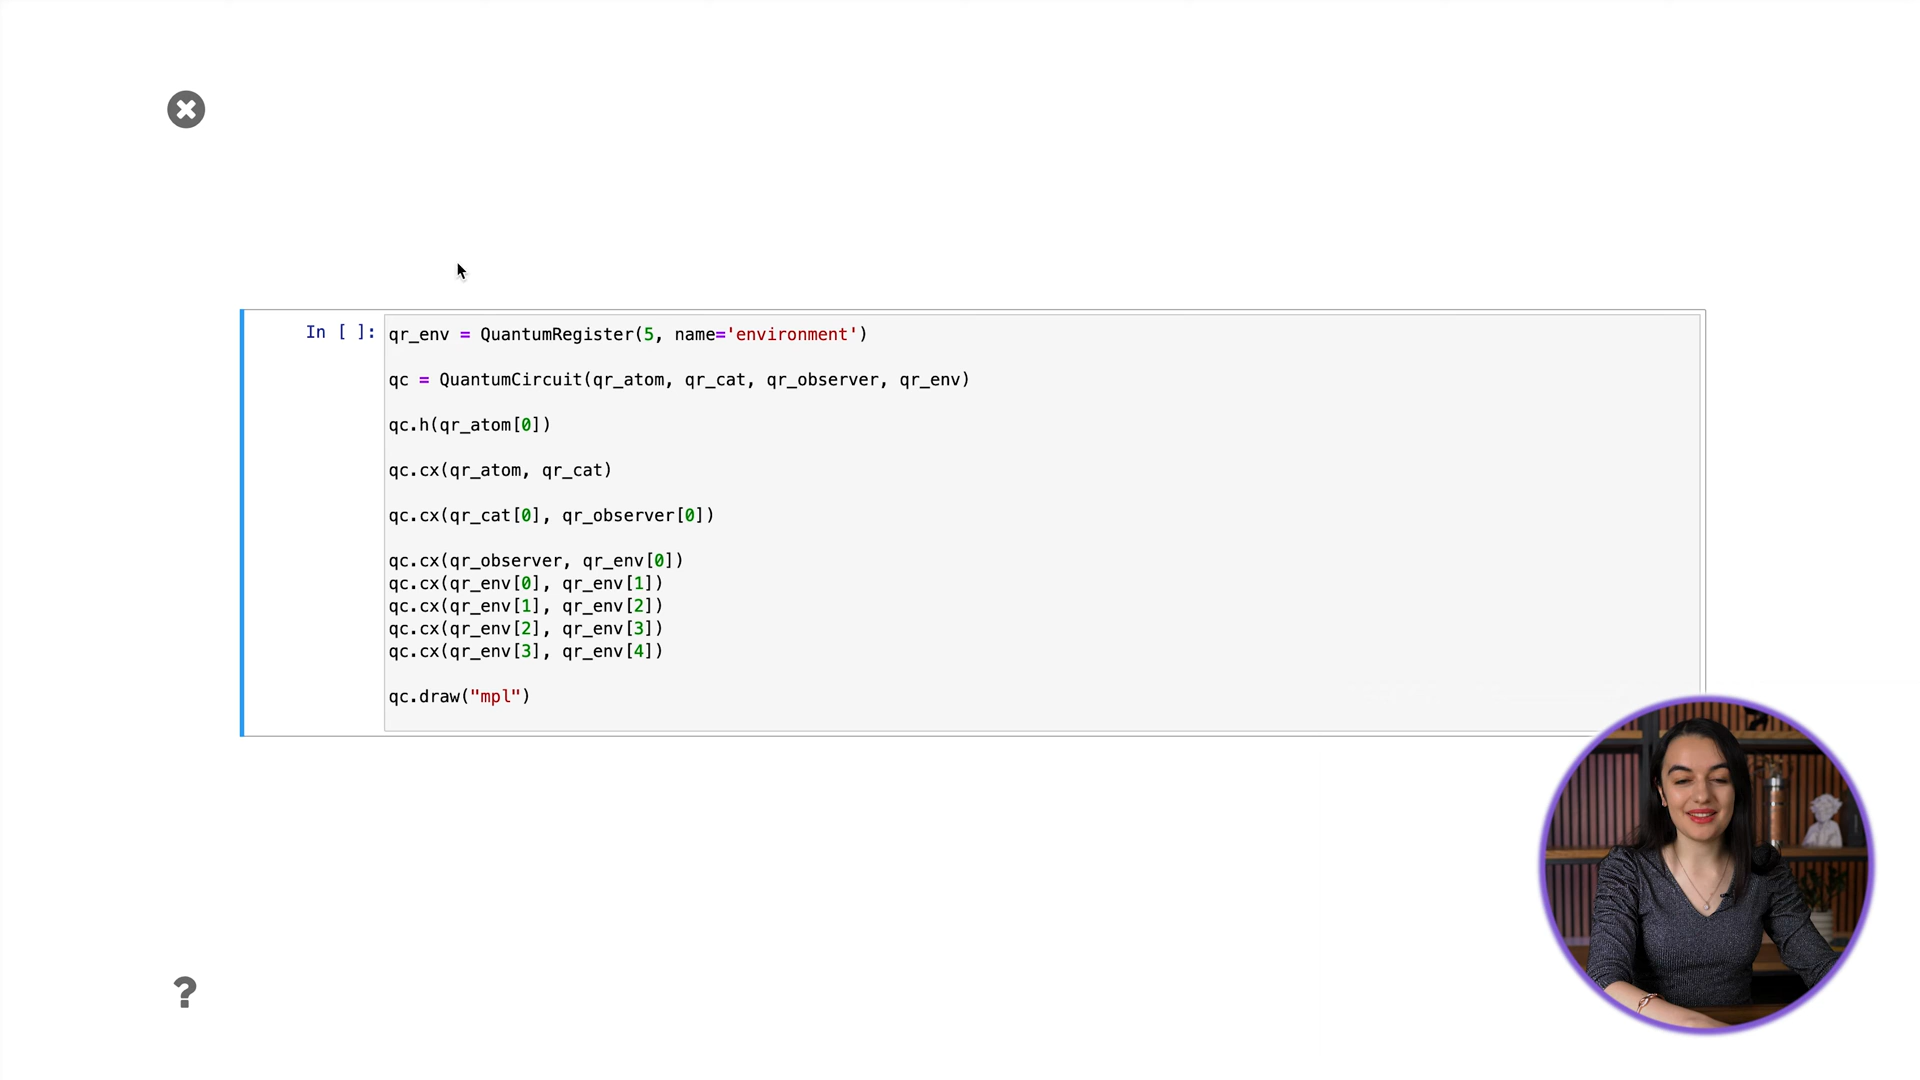 In [ ]:
qr_env = QuantumRegister(5, name='environment')
qc = QuantumCircuit(qr_atom, qr_cat, qr_observer, qr_env)
qc.h(qr_atom[0])
qc.cx(qr_atom, qr_cat)
qc.cx(qr_cat[0], qr_observer[0])
qc.cx(qr_observer, qr_env[0])
qc.cx(qr_env[0], qr_env[1])
qc.cx(qr_env[1], qr_env[2])
qc.cx(qr_env[2], qr_env[3])
qc.cx(qr_env[3], qr_env[4])
qc.draw("mpl")
?